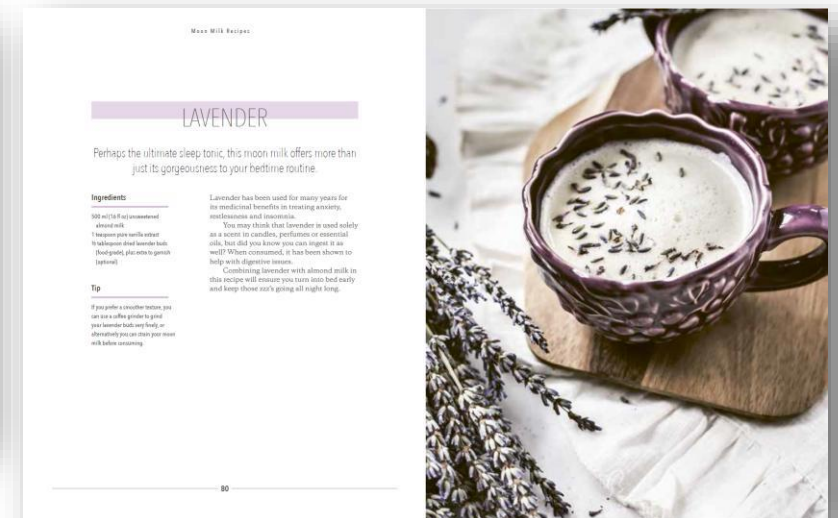 Moon Milk Recipes
LAVENDER
Perhaps the ultimate sleep tonic, this moon milk offers more than
just its gorgeousness to your bedtime routine.
Ingredients
500 ml (16 fl oz) unsweetened
almond milk
1 teaspoon pure vanilla extract
½ tablespoon dried lavender buds
(food-grade), plus extra to garnish
(optional)
Tip
If you prefer a smoother texture, you
can use a coffee grinder to grind
your lavender buds very finely, or
alternatively you can strain your moon
milk before consuming.
Lavender has been used for many years for
its medicinal benefits in treating anxiety,
restlessness and insomnia.
You may think that lavender is used solely
as a scent in candles, perfumes or essential
oils, but did you know you can ingest it as
well? When consumed, it has been shown to
help with digestive issues.
Combining lavender with almond milk in
this recipe will ensure you turn into bed early
and keep those zzz's going all night long.
80